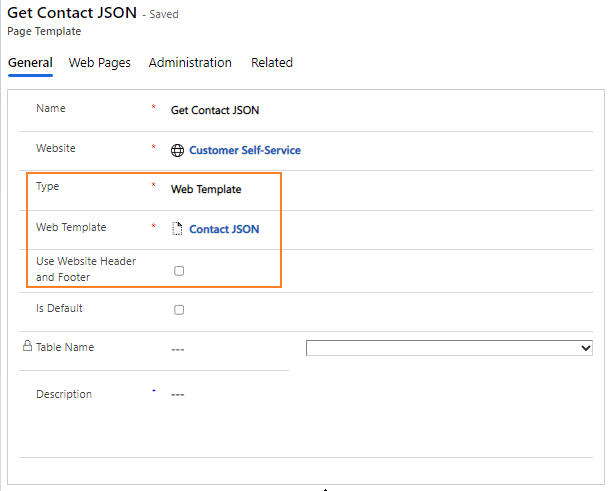 Get Contact JSON - Saved
Page Template
General Web Pages Administration Related
Name * Get Contact JSON
Website * Customer Self-Service
Type * Web Template
Web Template * Contact JSON
Use Website Header
and Footer
Is Default
Table Name ---
Description * ---